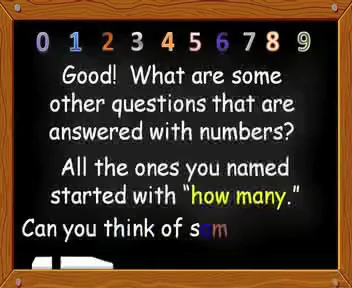 0 1 2 3 4 5 6 7 8 9
Good! What are some
other questions that are
answered with numbers?
All the ones you named
started with “how many.”
Can you think of som